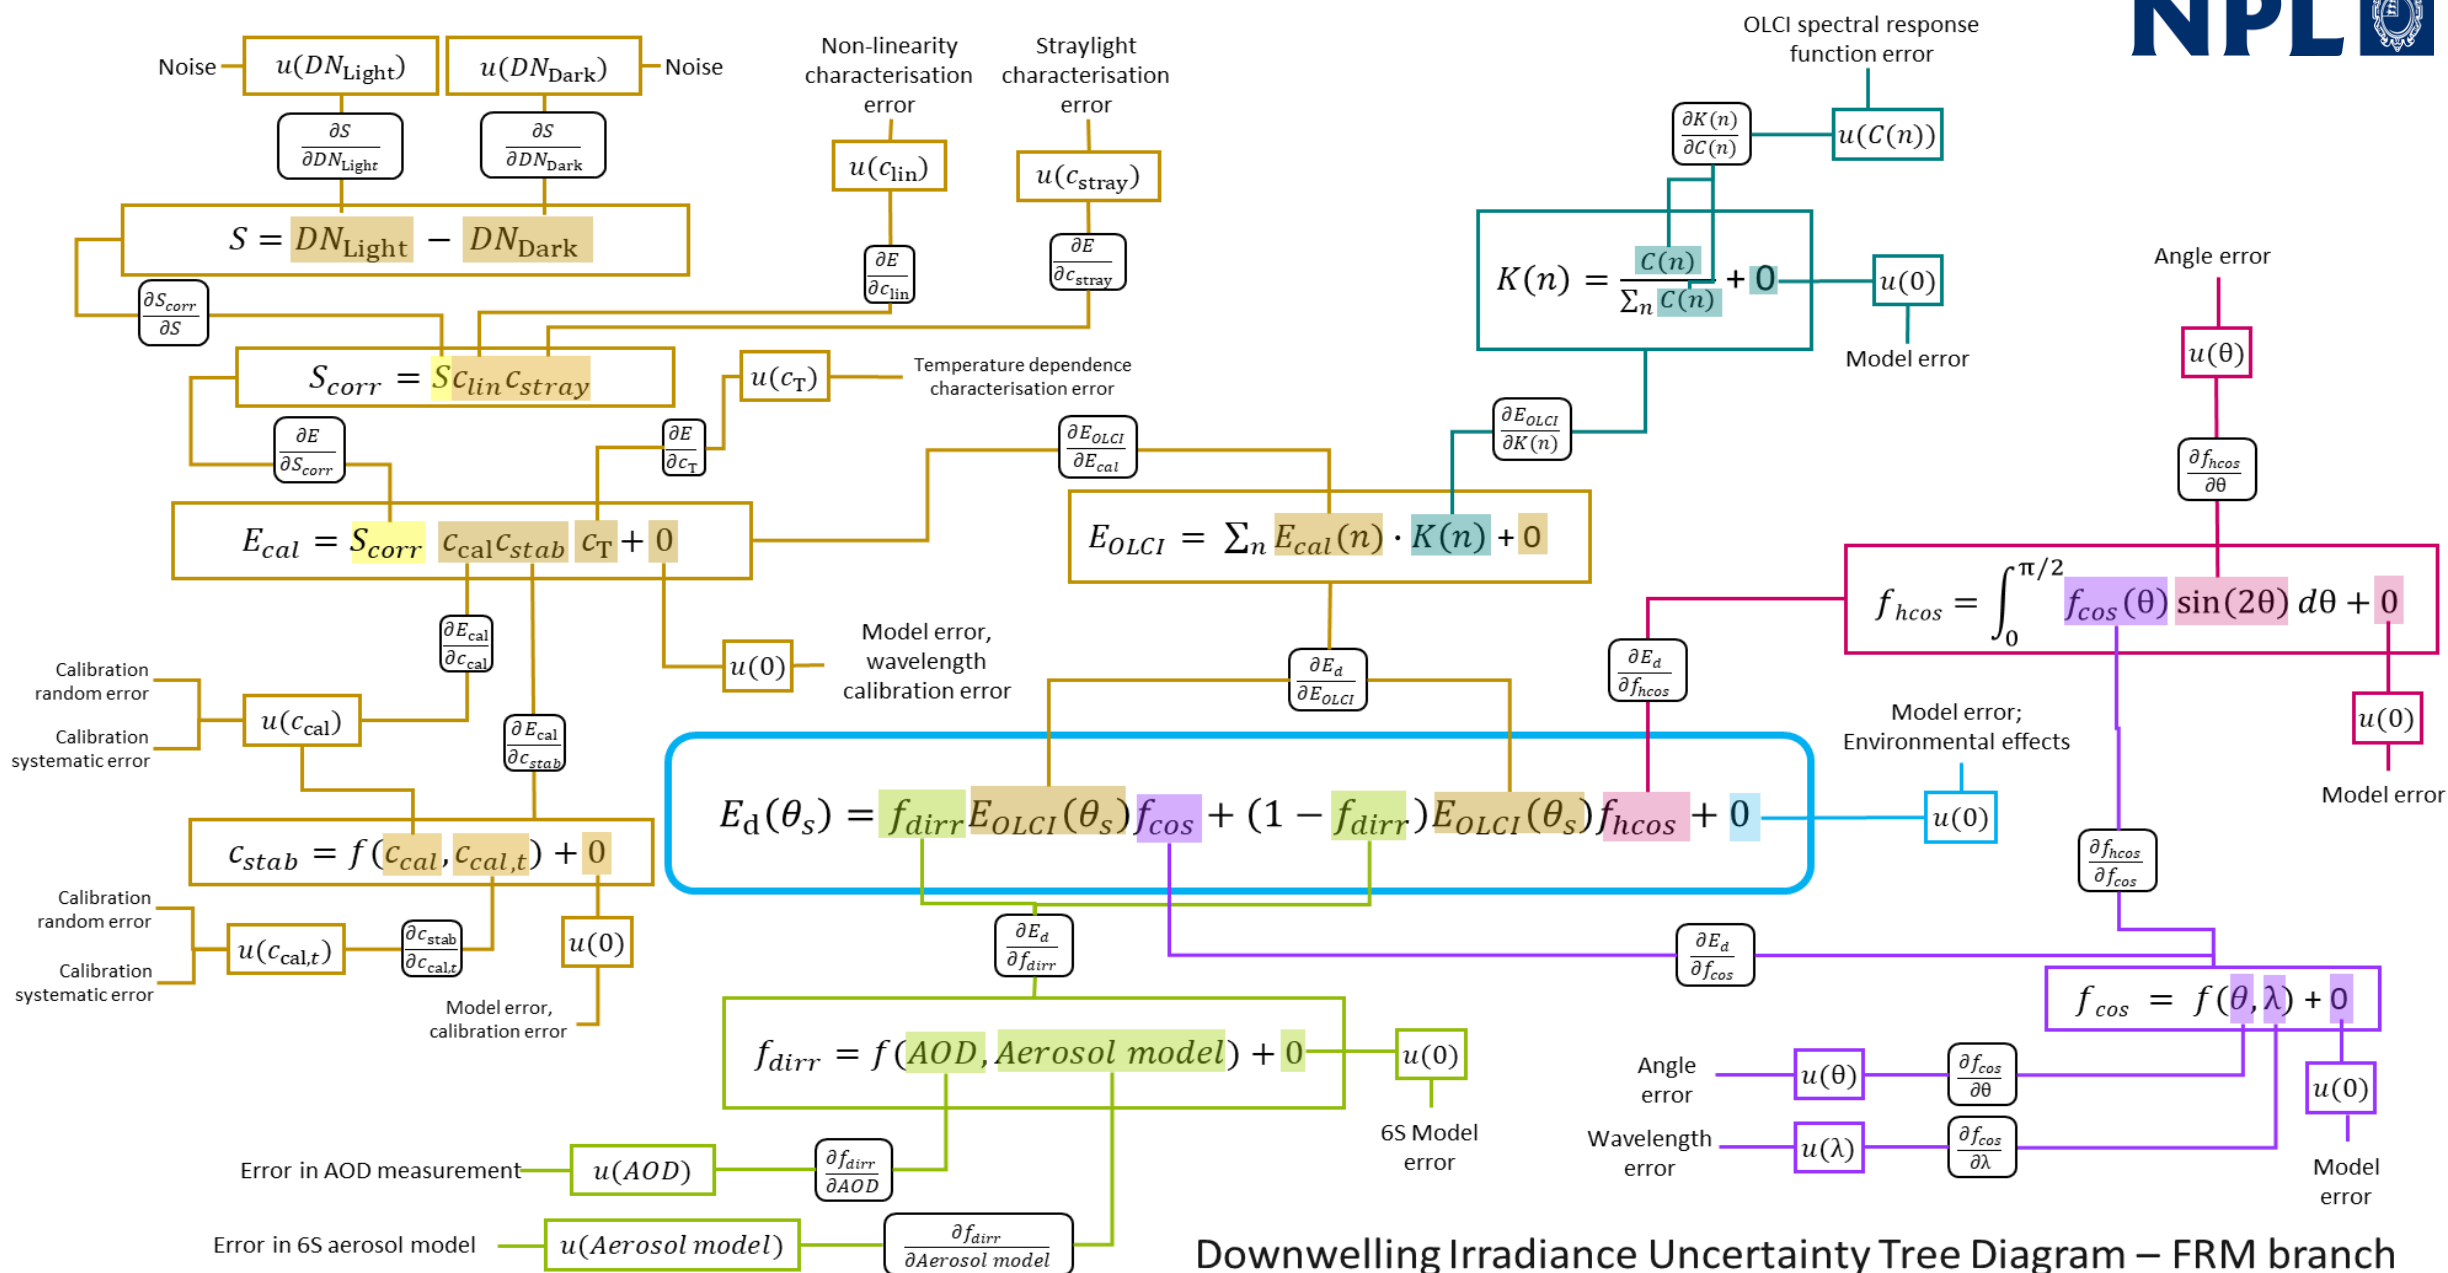 NPL
OLCI spectral response
function error
Noise
u(DN_Light)
u(DN_Dark)
Noise
Non-linearity
characterisation
error
Straylight
characterisation
error
∂S/∂DN_Light
∂S/∂DN_Dark
u(c_lin)
u(c_stray)
∂K(n)/∂C(n)
u(C(n))
S = DN_Light − DN_Dark
∂E/∂c_lin
∂E/∂c_stray
K(n) = C(n)/∑_n C(n) + 0
u(0)
Model error
Angle error
u(θ)
∂f_hcos/∂θ
∂S_corr/∂S
S_corr = S c_lin c_stray
u(c_T)
Temperature dependence
characterisation error
∂E/∂S_corr
∂E/∂c_T
∂E_OLCI/∂E_cal
∂E_OLCI/∂K(n)
E_cal = S_corr c_cal c_stab c_T + 0
E_OLCI = ∑_n E_cal(n) · K(n) + 0
f_hcos = ∫_0^π/2 f_cos(θ) sin(2θ) dθ + 0
∂E_cal/∂c_cal
u(0)
Model error,
wavelength
calibration error
∂E_d/∂E_OLCI
∂E_d/∂f_hcos
u(0)
Model error
Calibration
random error
Calibration
systematic error
u(c_cal)
∂E_cal/∂c_stab
Model error;
Environmental effects
u(0)
E_d(θ_s) = f_dirr E_OLCI(θ_s) f_cos + (1 − f_dirr) E_OLCI(θ_s) f_hcos + 0
c_stab = f(c_cal, c_cal,t) + 0
∂f_hcos/∂f_cos
Calibration
random error
Calibration
systematic error
u(c_cal,t)
∂c_stab/∂c_cal,t
u(0)
Model error,
calibration error
∂E_d/∂f_dirr
∂E_d/∂f_cos
f_cos = f(θ, λ) + 0
f_dirr = f(AOD, Aerosol model) + 0
u(0)
6S Model
error
Angle
error
u(θ)
∂f_cos/∂θ
u(0)
Model
error
Wavelength
error
u(λ)
∂f_cos/∂λ
Error in AOD measurement
u(AOD)
∂f_dirr/∂AOD
Error in 6S aerosol model
u(Aerosol model)
∂f_dirr/∂Aerosol model
Downwelling Irradiance Uncertainty Tree Diagram – FRM branch